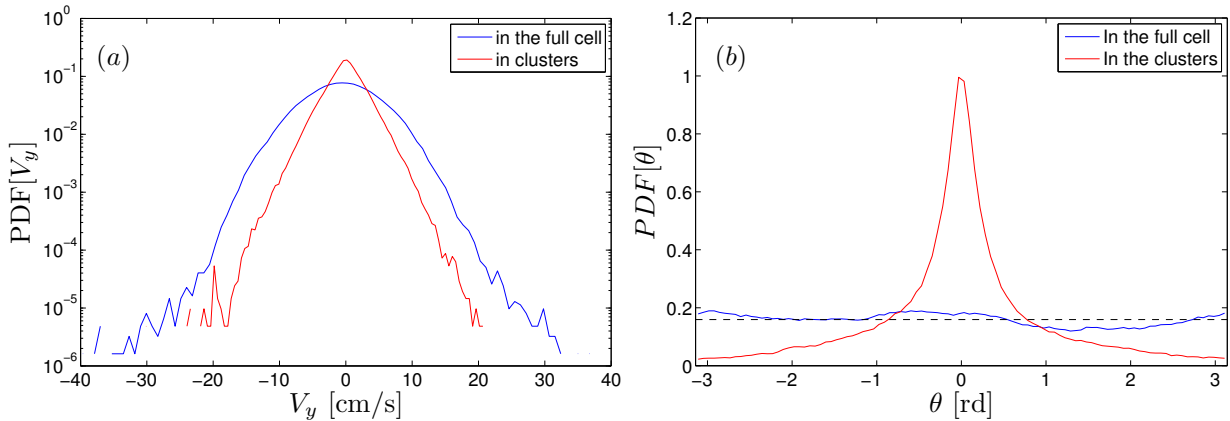 (a)
in the full cell
in clusters
PDF[V_y]
10^0
10^{-1}
10^{-2}
10^{-3}
10^{-4}
10^{-5}
10^{-6}
−40 −30 −20 −10 0 10 20 30 40
V_y [cm/s]
(b)
In the full cell
In the clusters
PDF[θ]
1.2
1
0.8
0.6
0.4
0.2
0
−3 −2 −1 0 1 2 3
θ [rd]